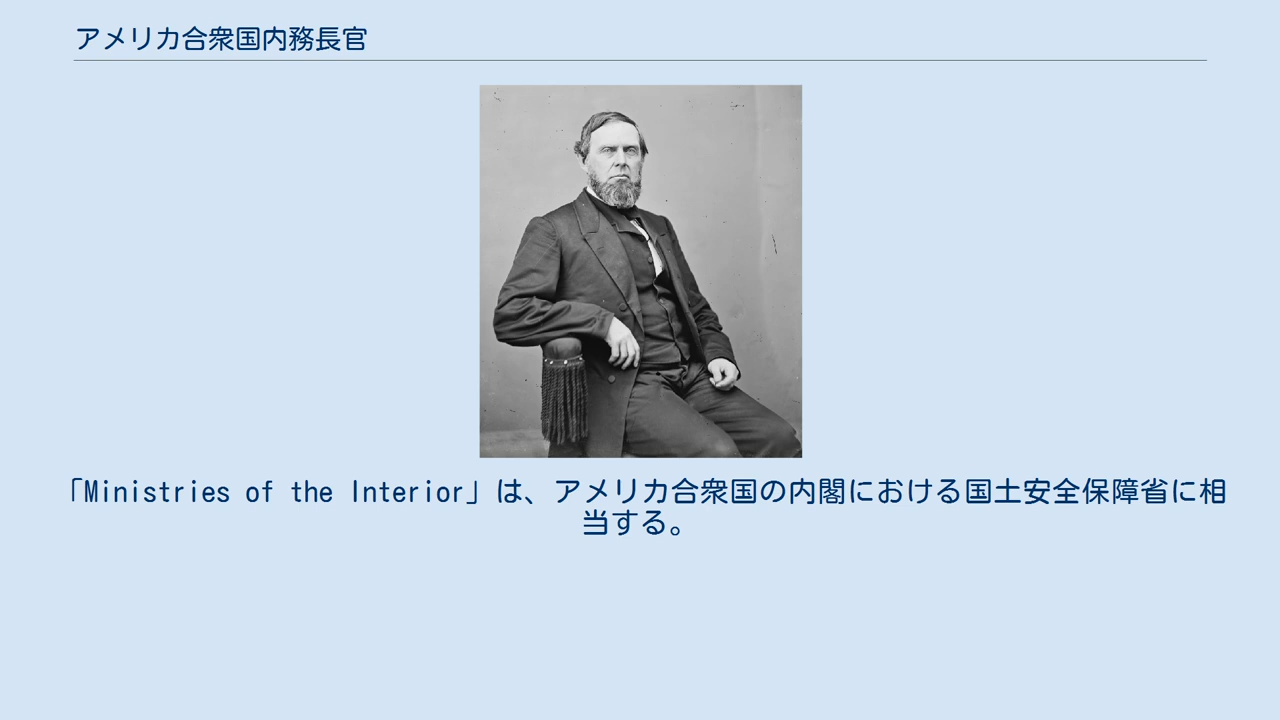 アメリカ合衆国内務長官
「Ministries of the Interior」は、アメリカ合衆国の内閣における国土安全保障省に相
当する。